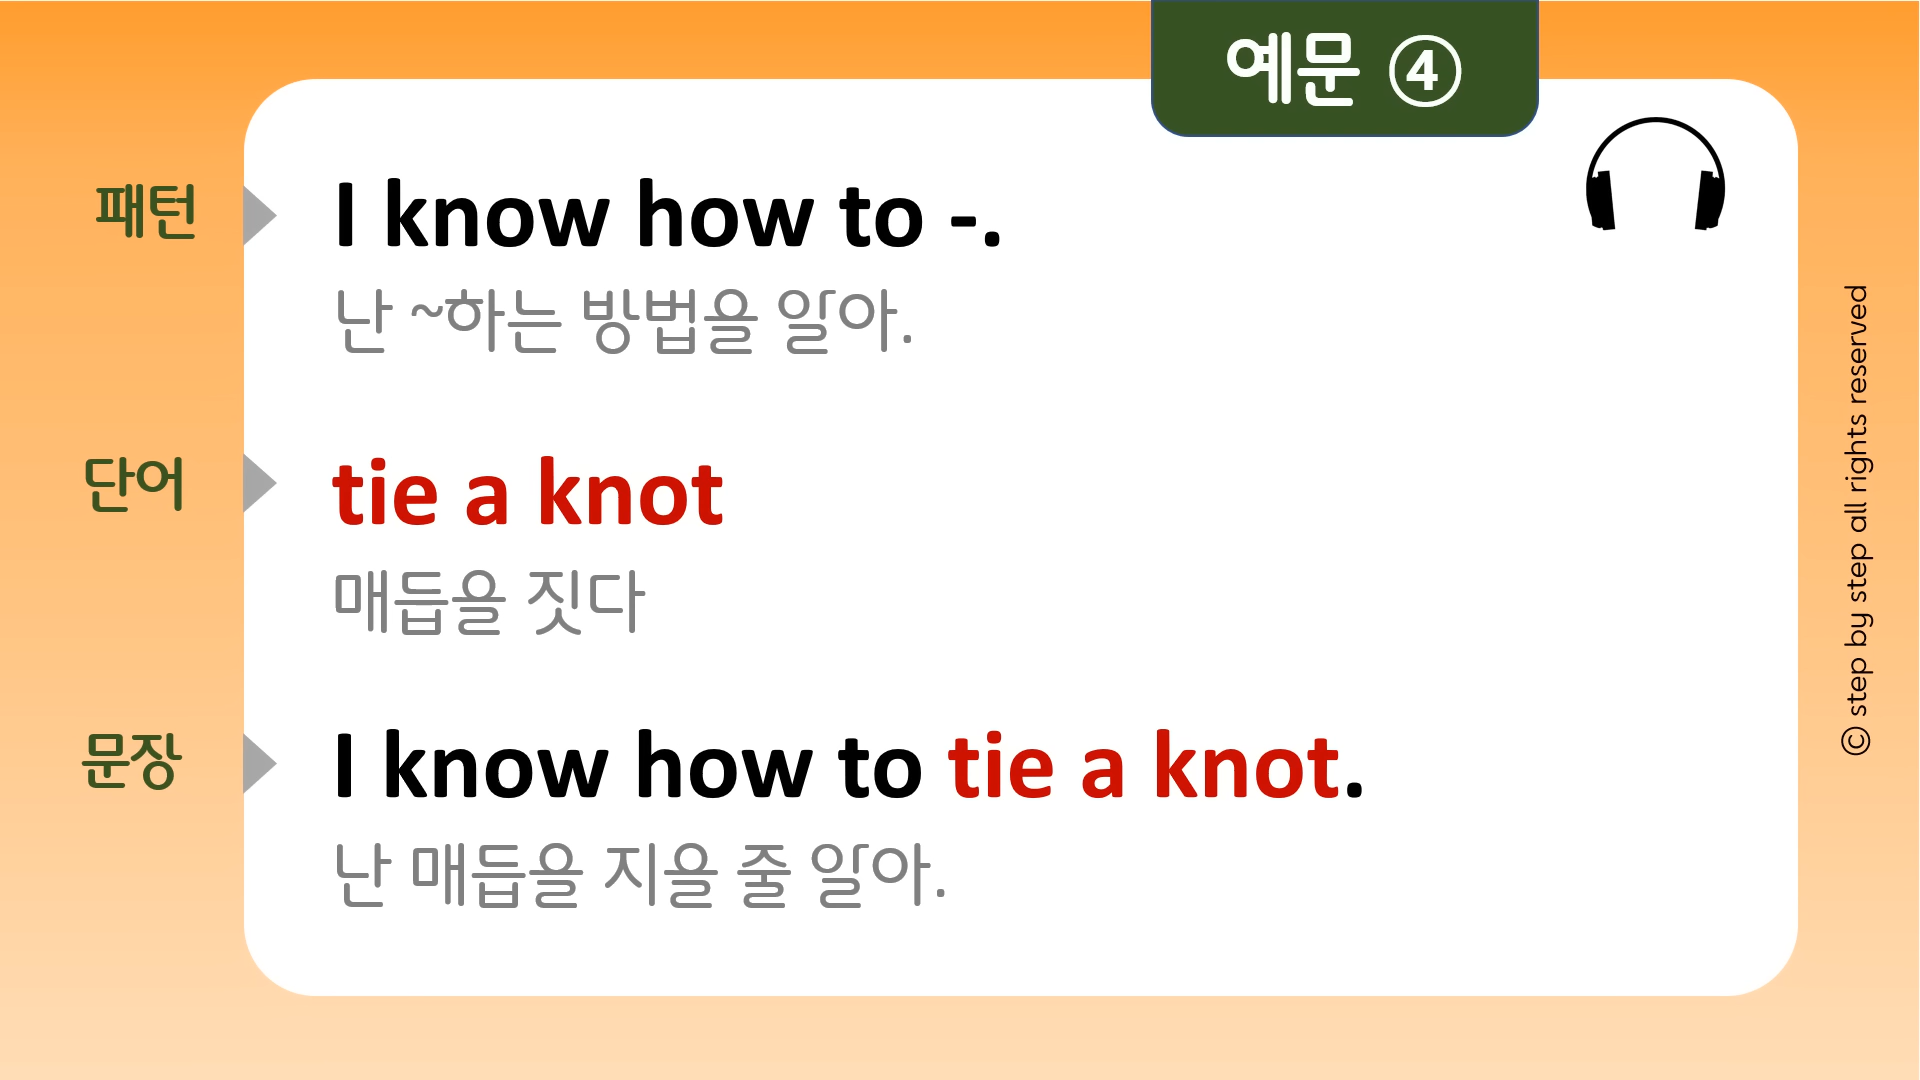 예문 ④
패턴
I know how to -.
난 ~하는 방법을 알아.
단어
tie a knot
매듭을 짓다
문장
I know how to tie a knot.
난 매듭을 지을 줄 알아.
© step by step all rights reserved